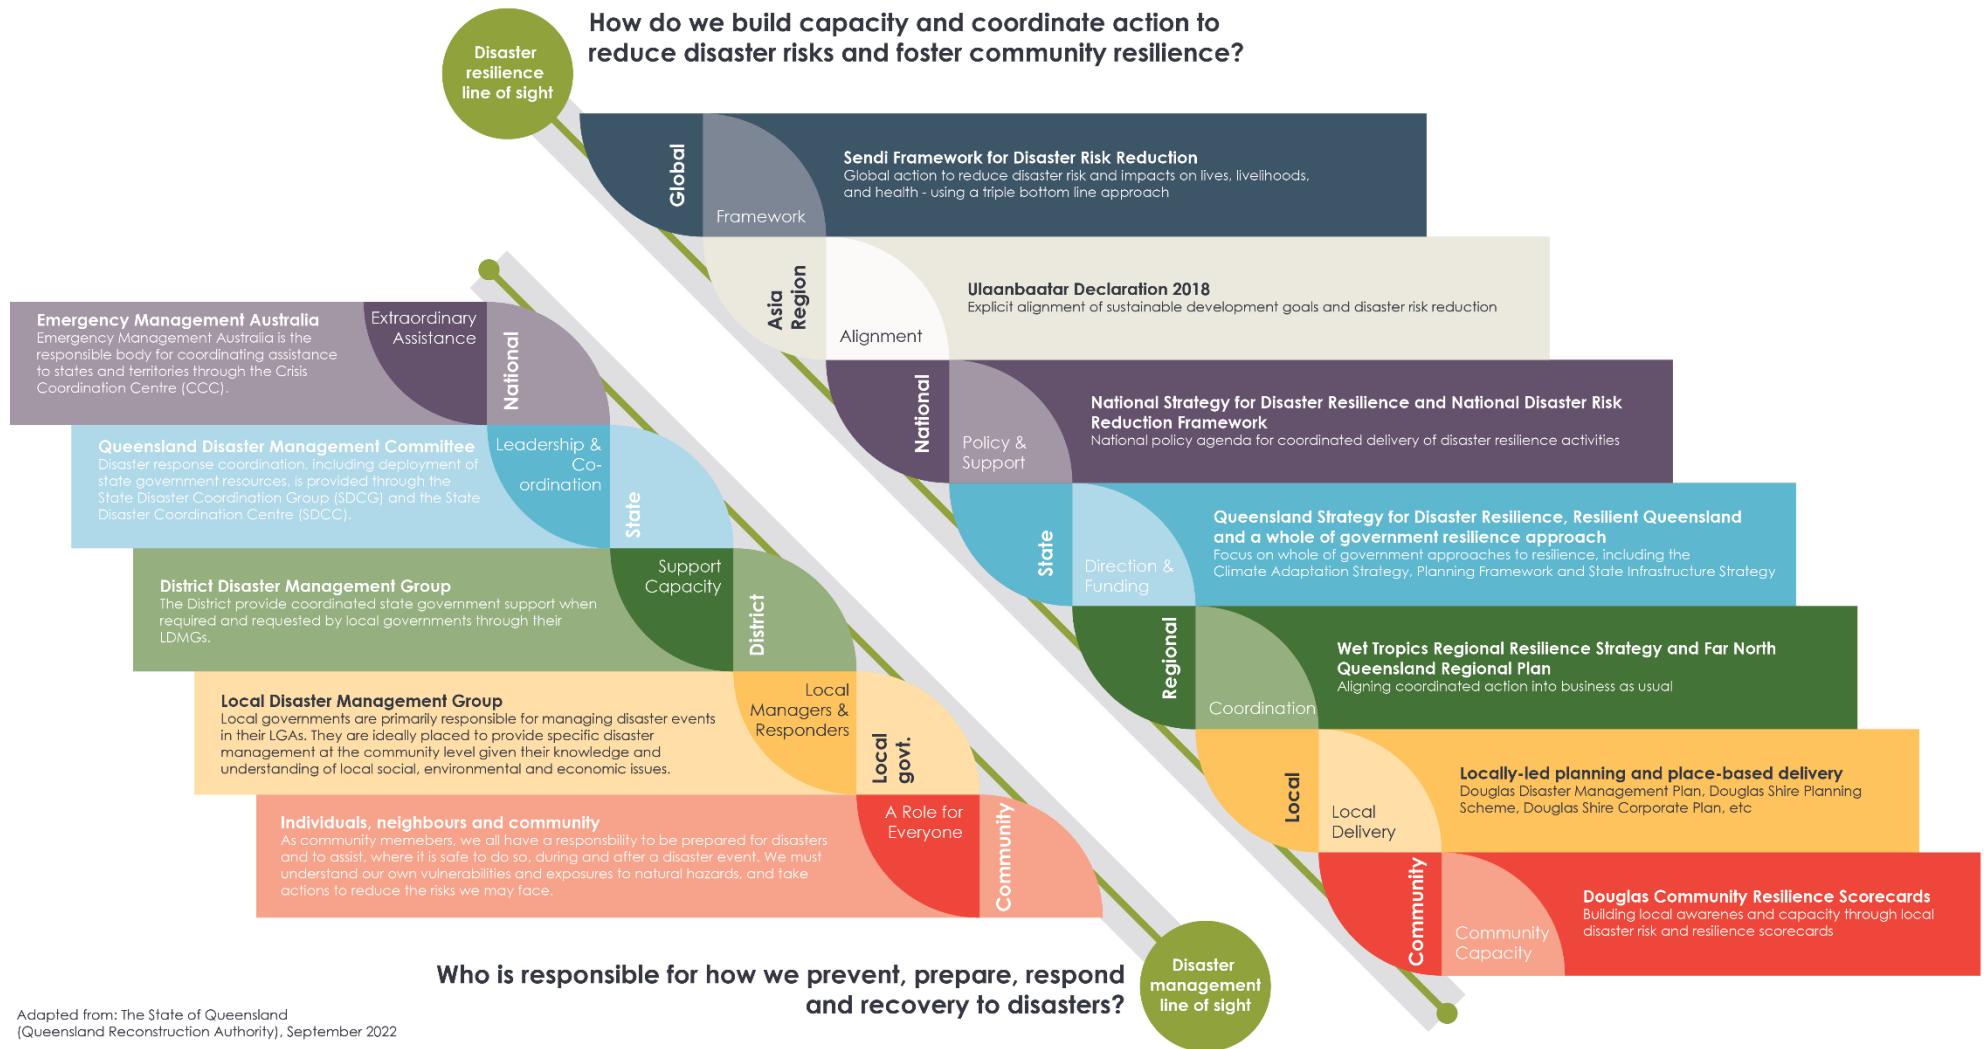 Disaster
resilience
line of sight
How do we build capacity and coordinate action to
reduce disaster risks and foster community resilience?
Global
Framework
Sendi Framework for Disaster Risk Reduction
Global action to reduce disaster risk and impacts on lives, livelihoods,
and health - using a triple bottom line approach
Asia
Region
Alignment
Ulaanbaatar Declaration 2018
Explicit alignment of sustainable development goals and disaster risk reduction
National
Policy &
Support
National Strategy for Disaster Resilience and National Disaster Risk
Reduction Framework
National policy agenda for coordinated delivery of disaster resilience activities
State
Direction &
Funding
Queensland Strategy for Disaster Resilience, Resilient Queensland
and a whole of government resilience approach
Focus on whole of government approaches to resilience, including the
Climate Adaptation Strategy, Planning Framework and State Infrastructure Strategy
Regional
Coordination
Wet Tropics Regional Resilience Strategy and Far North
Queensland Regional Plan
Aligning coordinated action into business as usual
Local
Local
Delivery
Locally-led planning and place-based delivery
Douglas Disaster Management Plan, Douglas Shire Planning
Scheme, Douglas Shire Corporate Plan, etc
Community
Community
Capacity
Douglas Community Resilience Scorecards
Building local awarenes and capacity through local
disaster risk and resilience scorecards
Emergency Management Australia
Emergency Management Australia is the
responsible body for coordinating assistance
to states and territories through the Crisis
Coordination Centre (CCC).
Extraordinary
Assistance
National
Queensland Disaster Management Committee
Disaster response coordination, including deployment of
state government resources, is provided through the
State Disaster Coordination Group (SDCG) and the State
Disaster Coordination Centre (SDCC).
Leadership &
Co-
ordination
State
District Disaster Management Group
The District provide coordinated state government support when
required and requested by local governments through their
LDMGs.
Support
Capacity
District
Local Disaster Management Group
Local governments are primarily responsible for managing disaster events
in their LGAs. They are ideally placed to provide specific disaster
management at the community level given their knowledge and
understanding of local social, environmental and economic issues.
Local
Managers &
Responders
Local
govt.
Individuals, neighbours and community
As community memebers, we all have a responsbility to be prepared for disasters
and to assist, where it is safe to do so, during and after a disaster event. We must
understand our own vulnerabilities and exposures to natural hazards, and take
actions to reduce the risks we may face.
A Role for
Everyone
Community
Who is responsible for how we prevent, prepare, respond
and recovery to disasters?
Disaster
management
line of sight
Adapted from: The State of Queensland
(Queensland Reconstruction Authority), September 2022